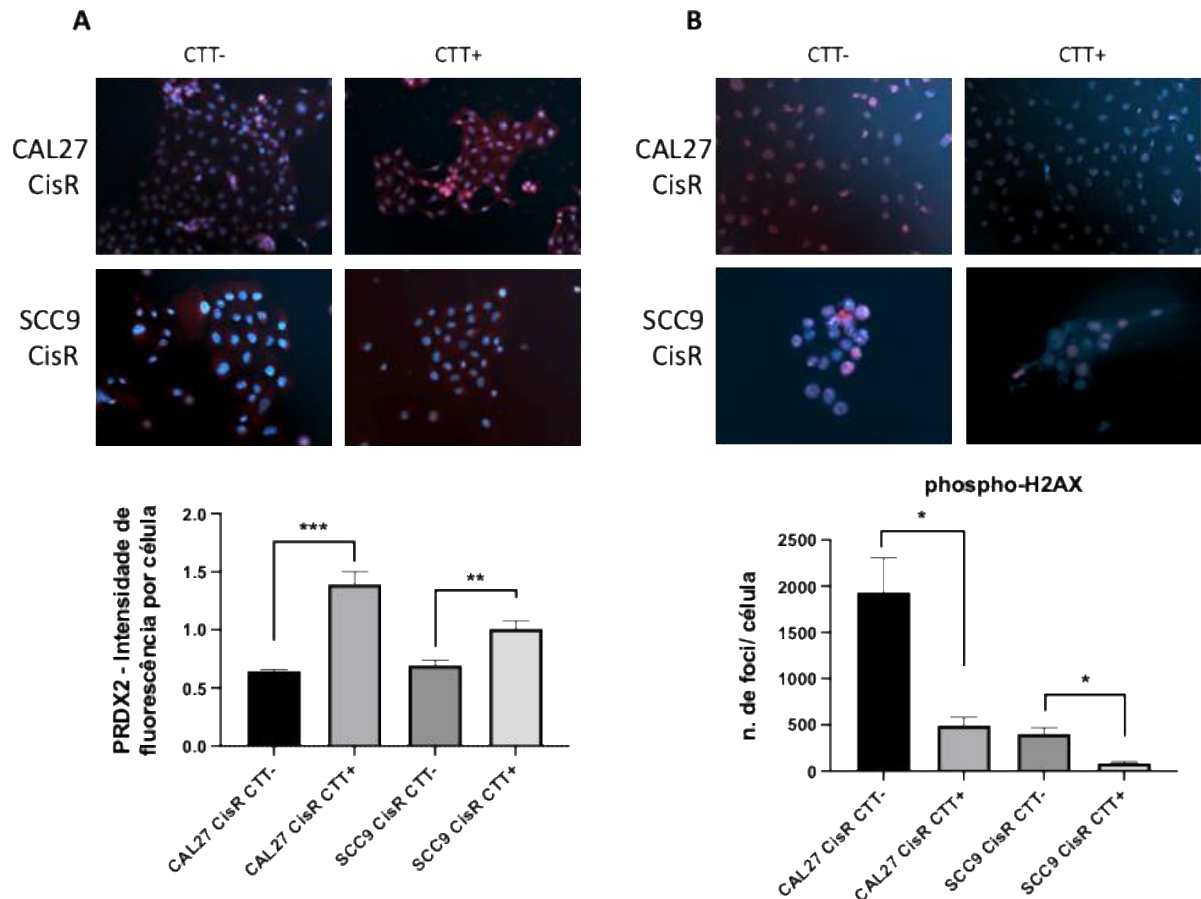 A
CTT-
CTT+
CAL27
CisR
SCC9
CisR
PRDX2 - Intensidade de
fluorescência por célula
2.0
1.5
1.0
0.5
0.0
***
**
CAL27 CisR CTT-
CAL27 CisR CTT+
SCC9 CisR CTT-
SCC9 CisR CTT+
B
CTT-
CTT+
CAL27
CisR
SCC9
CisR
phospho-H2AX
n. de foci/ célula
2500
2000
1500
1000
500
0
*
*
CAL27 CisR CTT-
CAL27 CisR CTT+
SCC9 CisR CTT-
SCC9 CisR CTT+